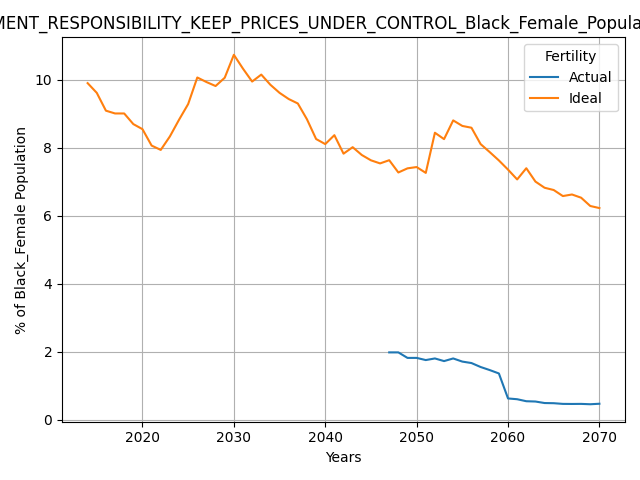 MENT_RESPONSIBILITY_KEEP_PRICES_UNDER_CONTROL_Black_Female_Popula
Fertility
Actual
Ideal
% of Black_Female Population
10
8
6
4
2
0
2020
2030
2040
2050
2060
2070
Years